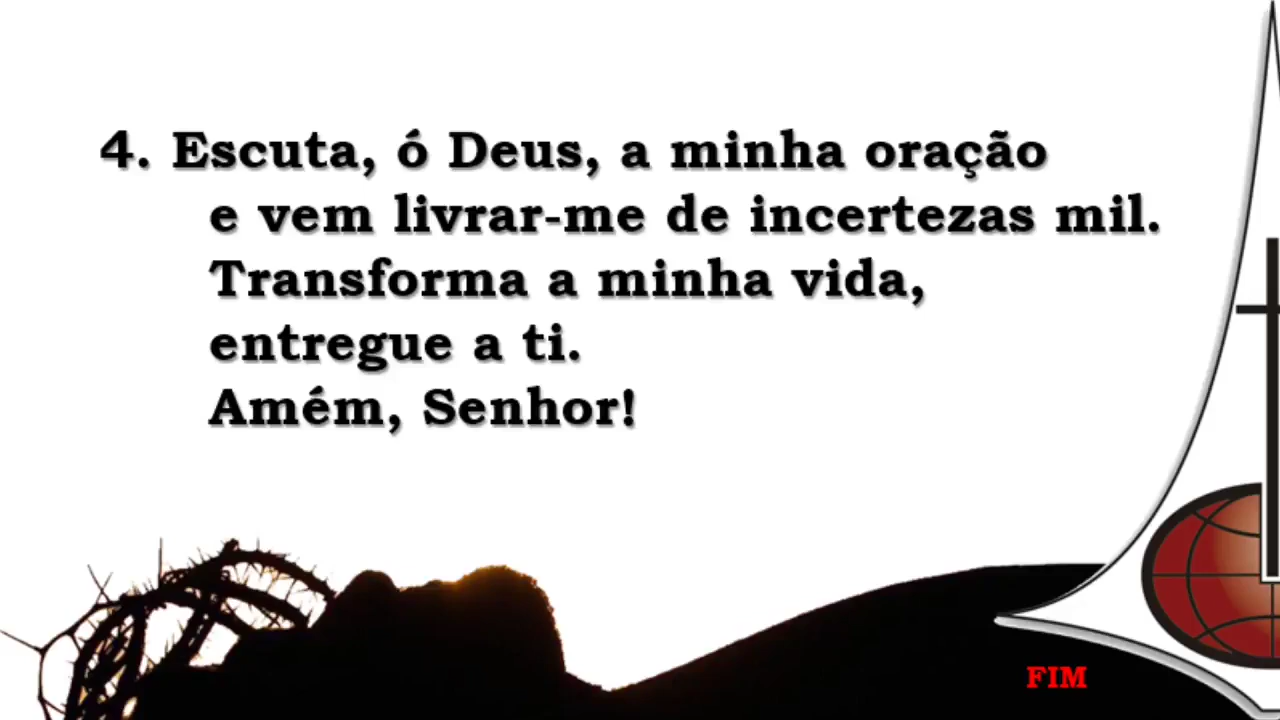 4. Escuta, ó Deus, a minha oração
e vem livrar-me de incertezas mil.
Transforma a minha vida,
entregue a ti.
Amém, Senhor!
FIM